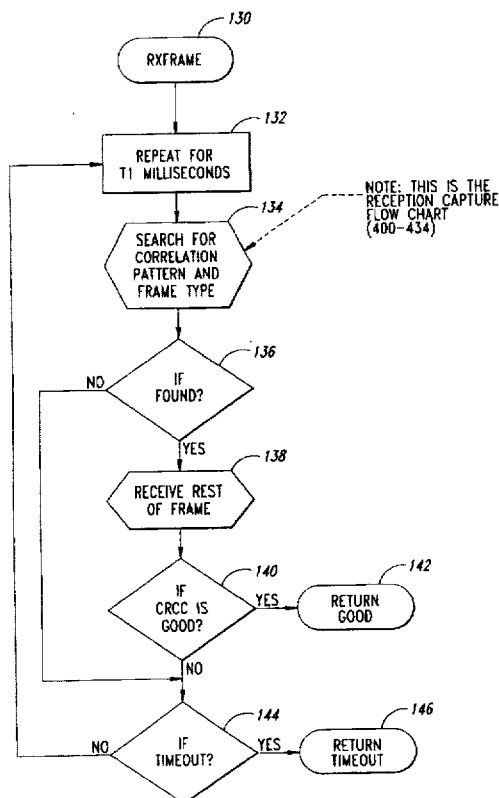 130
RXFRAME
132
REPEAT FOR
T1 MILLISECONDS
134
NOTE: THIS IS THE
RECEPTION CAPTURE
FLOW CHART
(400-434)
SEARCH FOR
CORRELATION
PATTERN AND
FRAME TYPE
136
NO
IF
FOUND?
YES
138
RECEIVE REST
OF FRAME
140
142
IF
CRCC IS
GOOD?
YES
RETURN
GOOD
NO
144
146
NO
IF
TIMEOUT?
YES
RETURN
TIMEOUT